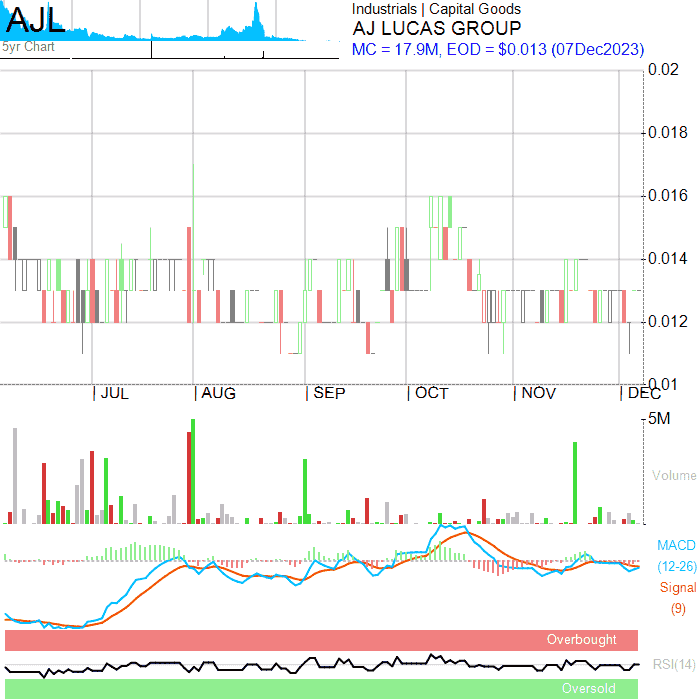 AJL
5yr Chart
Industrials | Capital Goods
AJ LUCAS GROUP
MC = 17.9M, EOD = $0.013 (07Dec2023)
0.02
0.018
0.016
0.014
0.012
0.01
JUL
AUG
SEP
OCT
NOV
DEC
5M
Volume
MACD
(12-26)
Signal
(9)
Overbought
RSI(14)
Oversold